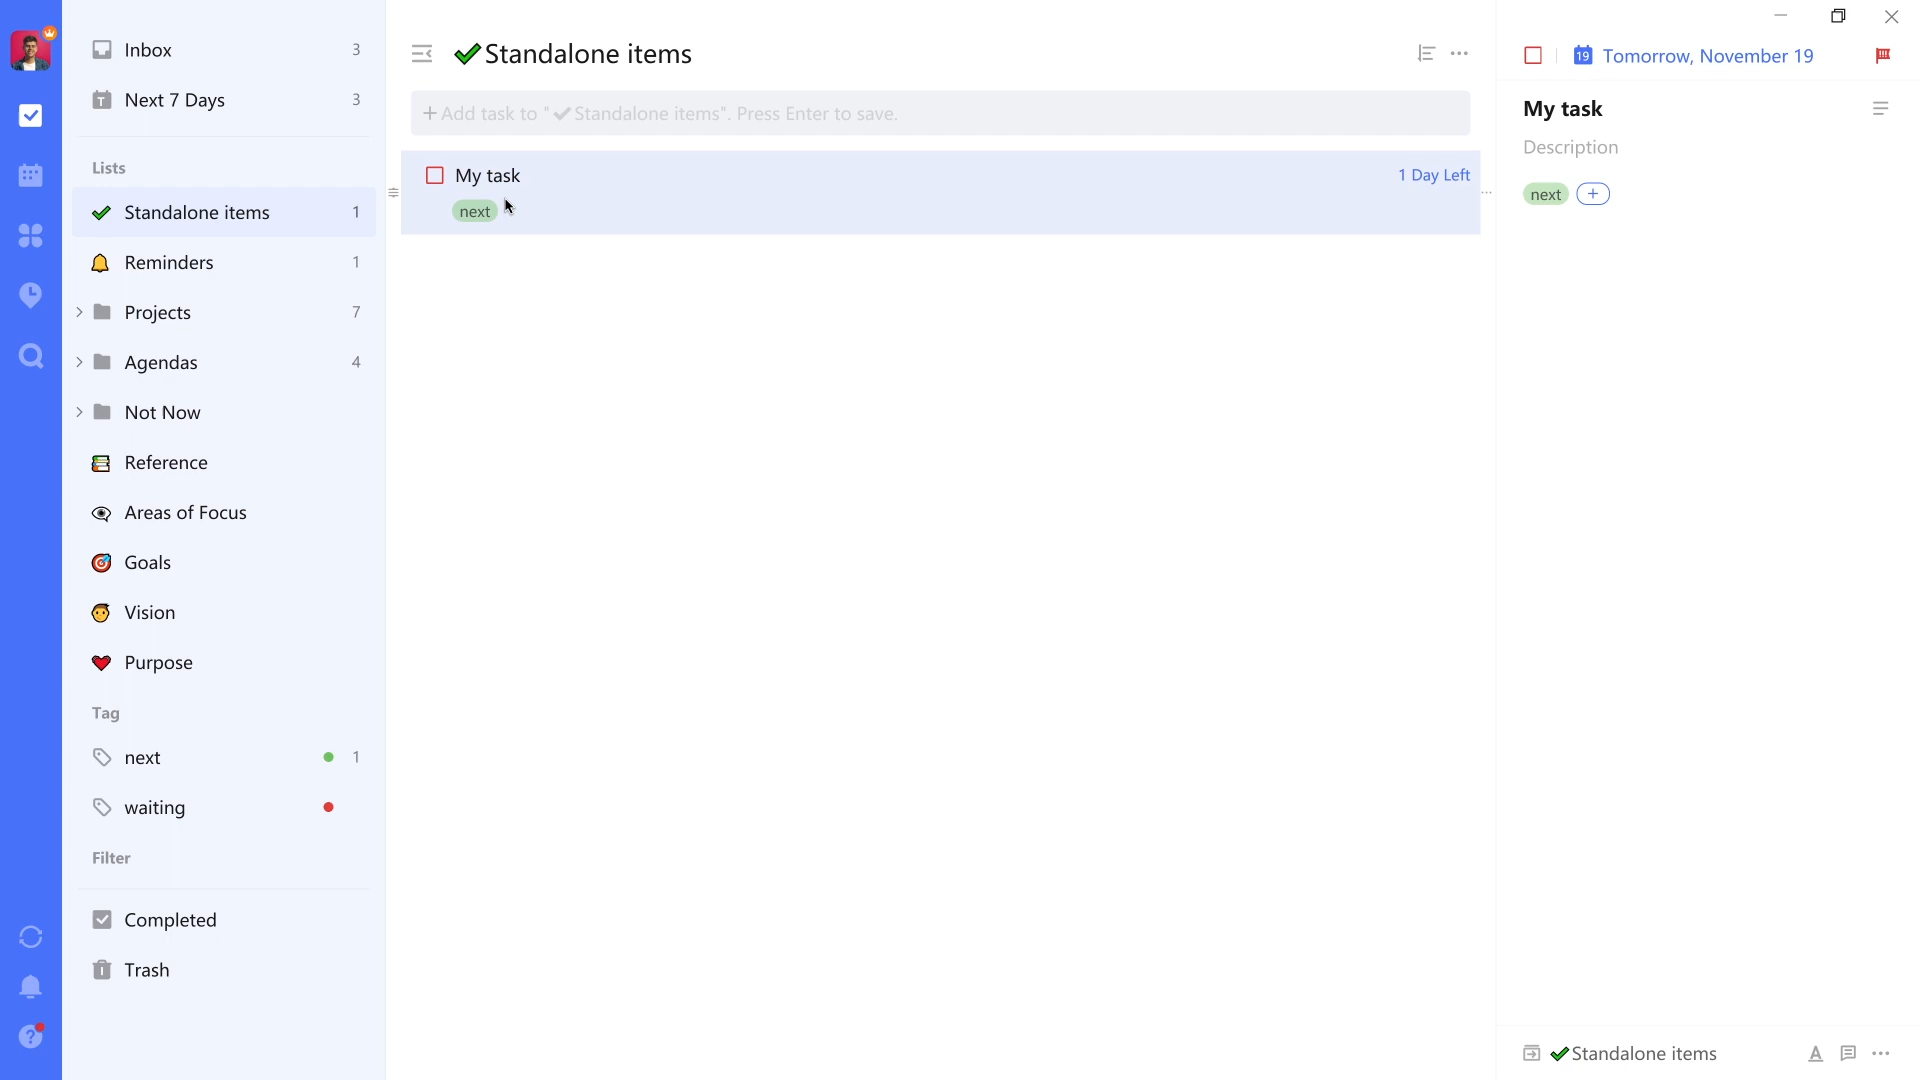 Inbox 3
Next 7 Days 3
Lists
Standalone items 1
Reminders 1
Projects 7
Agendas 4
Not Now
Reference
Areas of Focus
Goals
Vision
Purpose
Tag
next 1
waiting
Filter
Completed
Trash
✔Standalone items
+ Add task to "✔Standalone items". Press Enter to save.
My task 1 Day Left
next
19 Tomorrow, November 19
My task
Description
next +
✔Standalone items